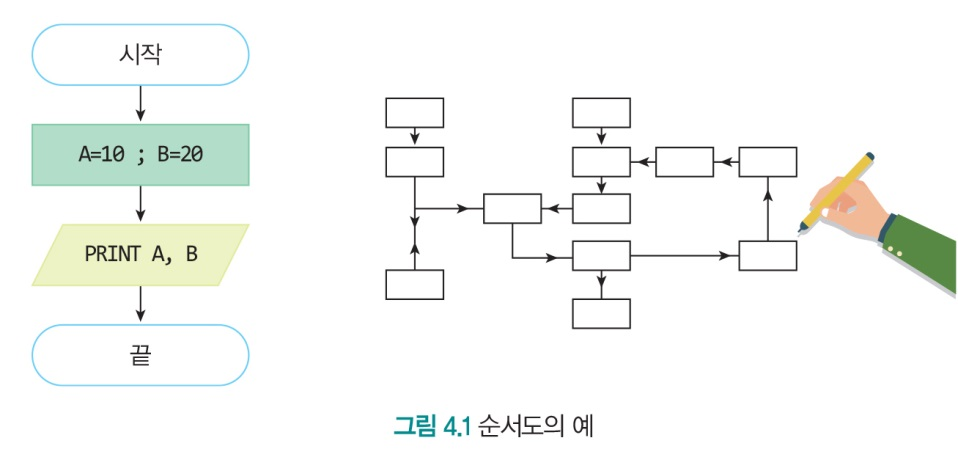 시작
A=10 ; B=20
PRINT A, B
끝
그림 4.1 순서도의 예